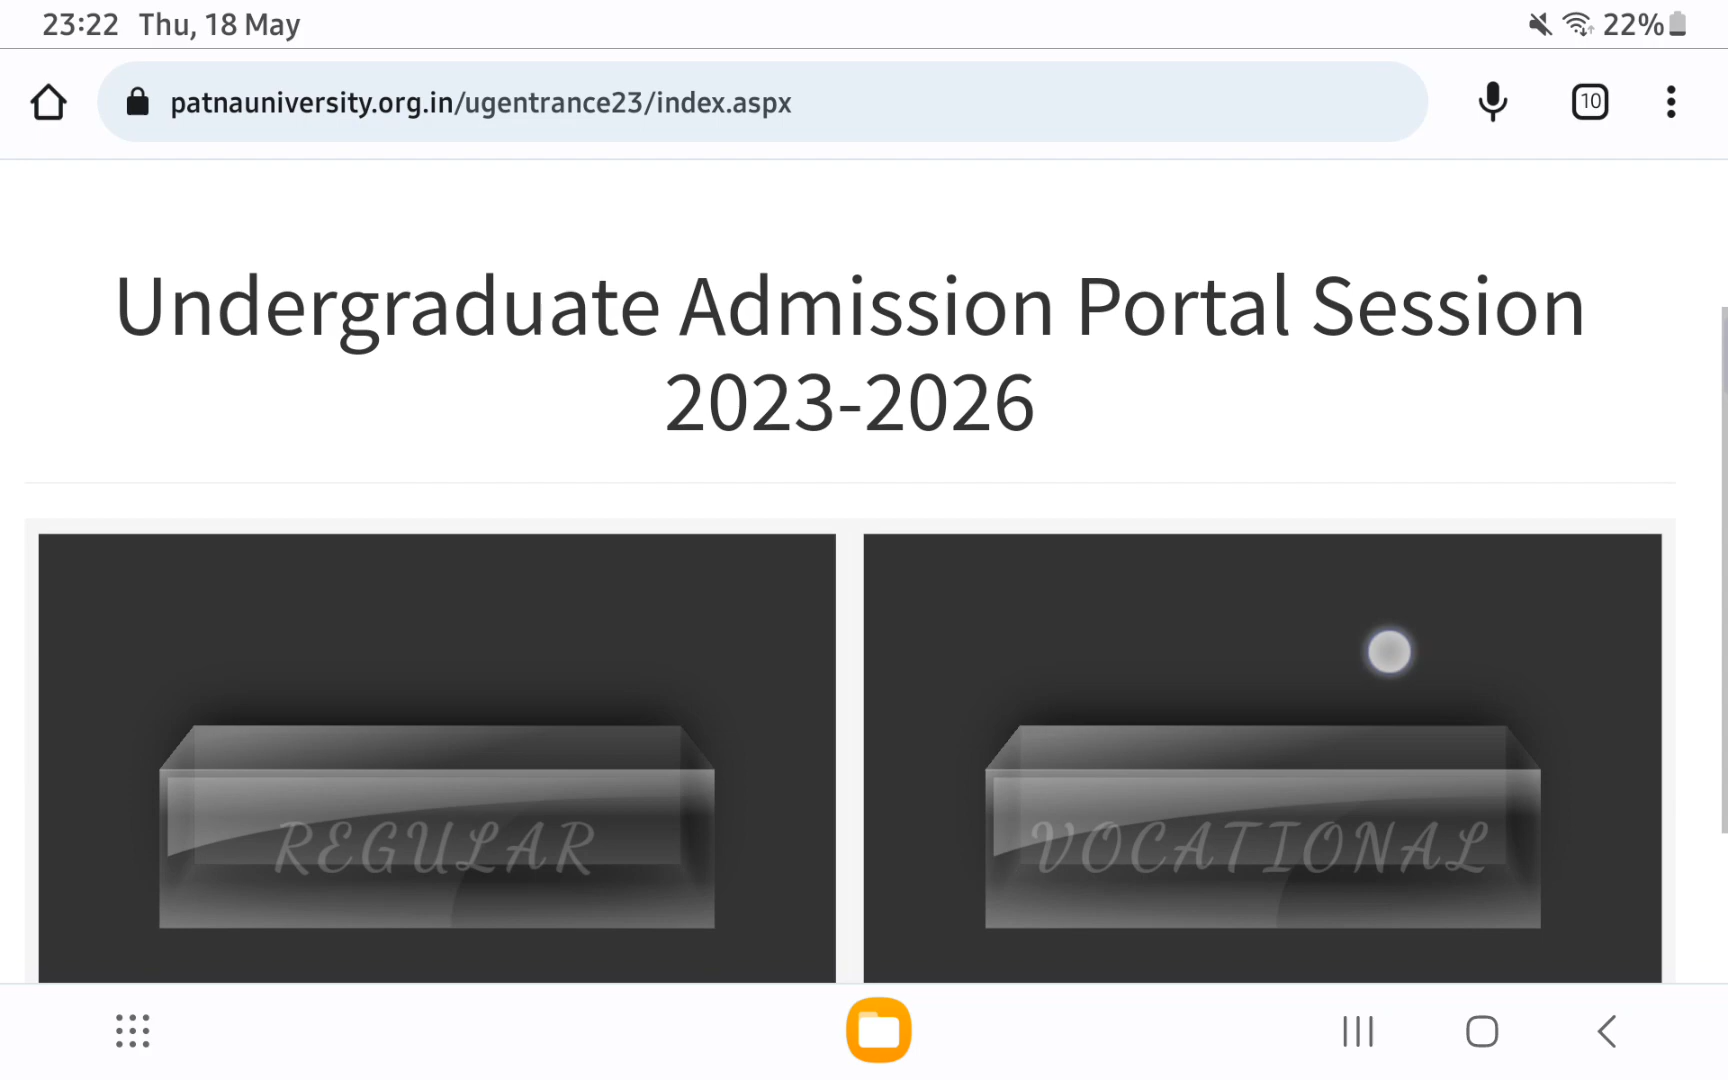 23:22 Thu, 18 May
22%
patnauniversity.org.in/ugentrance23/index.aspx
10
Undergraduate Admission Portal Session
2023-2026
REGULAR
VOCATIONAL